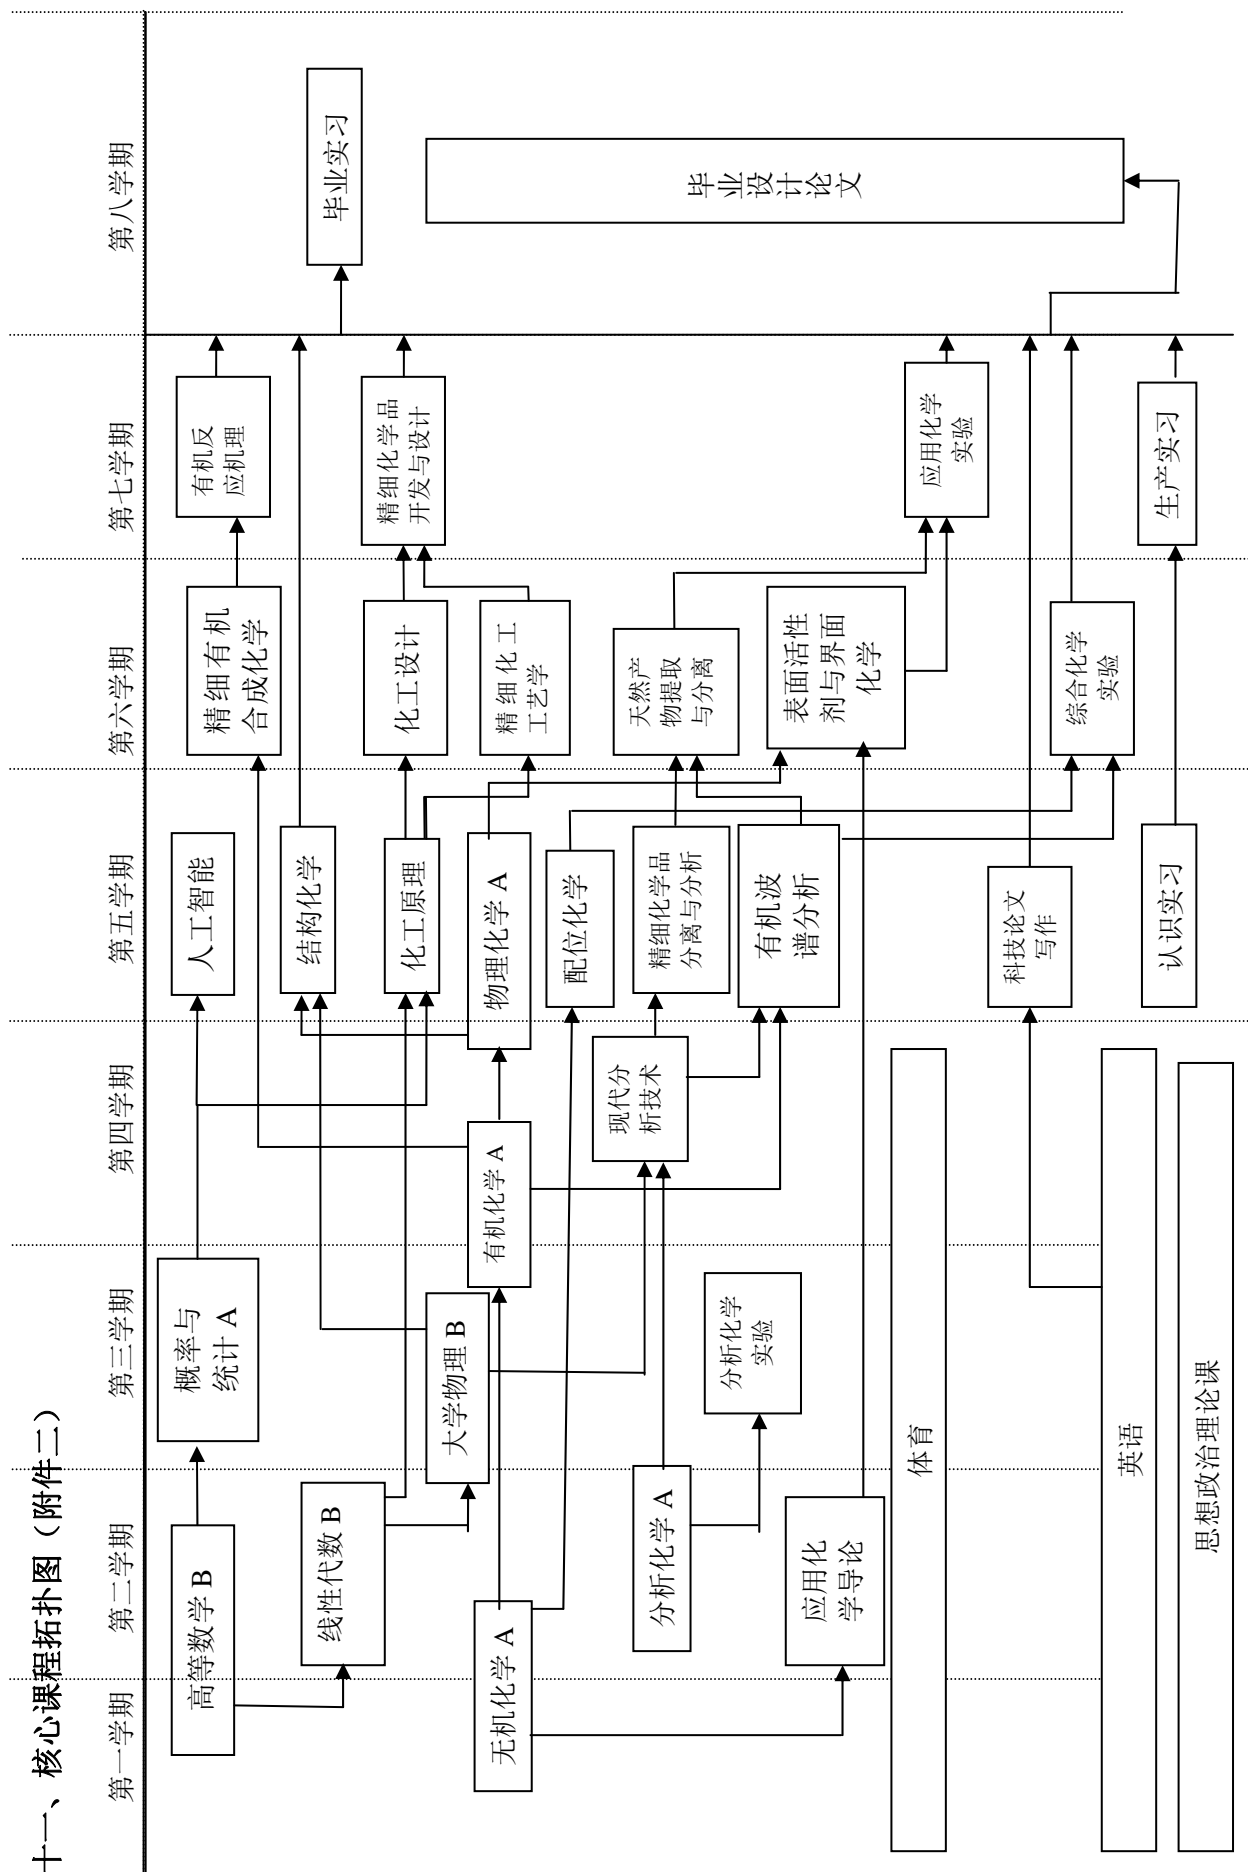 十一、核心课程拓扑图（附件二）
第一学期
第二学期
第三学期
第四学期
第五学期
第六学期
第七学期
第八学期
高等数学 B
概率与
统计 A
人工智能
精细有机
合成化学
有机反
应机理
线性代数 B
结构化学
毕业实习
大学物理 B
化工原理
化工设计
精细化学品
开发与设计
无机化学 A
有机化学 A
物理化学 A
精细化工
工艺学
配位化学
毕业设计论文
分析化学 A
现代分
析技术
精细化学品
分离与分析
天然产
物提取
与分离
分析化学
实验
有机波
谱分析
应用化
学导论
表面活性
剂与界面
化学
应用化学
实验
体育
科技论文
写作
综合化学
实验
英语
认识实习
生产实习
思想政治理论课